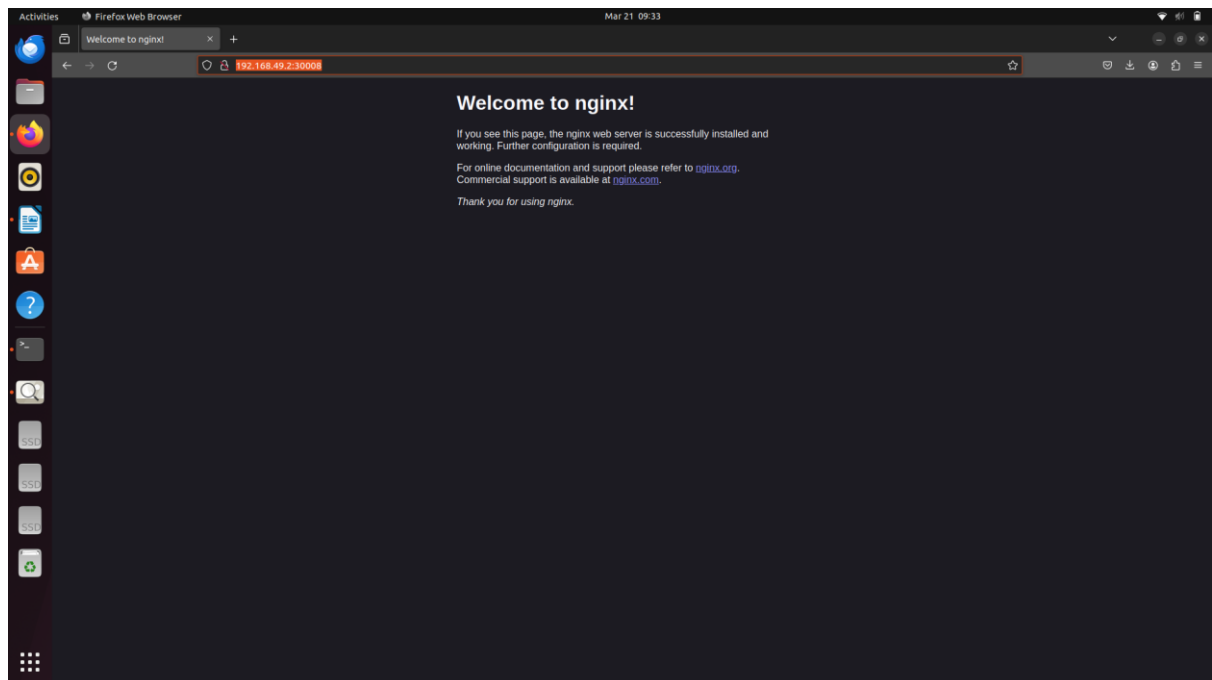 Activities Firefox Web Browser Mar 21 09:33
Welcome to nginx!
192.168.49.2:30008
Welcome to nginx!
If you see this page, the nginx web server is successfully installed and
working. Further configuration is required.
For online documentation and support please refer to nginx.org.
Commercial support is available at nginx.com.
Thank you for using nginx.
SSD
SSD
SSD